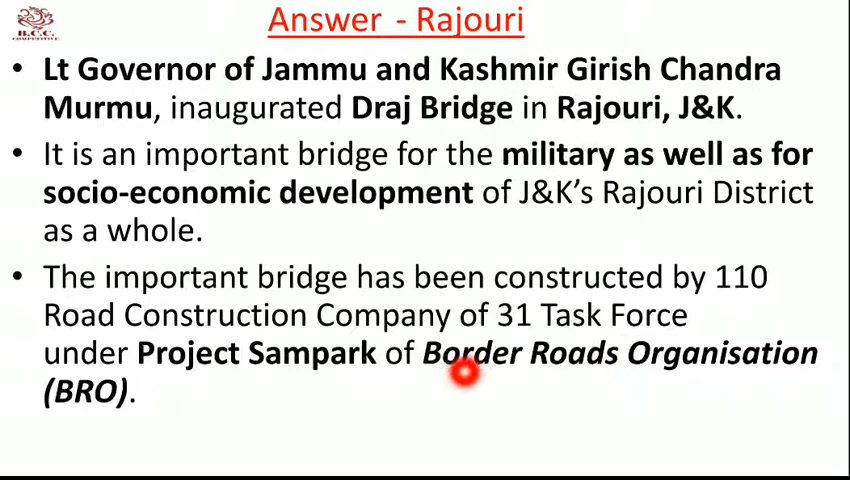 B.C.C.
COMPETITIVE
Answer - Rajouri
• Lt Governor of Jammu and Kashmir Girish Chandra
Murmu, inaugurated Draj Bridge in Rajouri, J&K.
• It is an important bridge for the military as well as for
socio-economic development of J&K’s Rajouri District
as a whole.
• The important bridge has been constructed by 110
Road Construction Company of 31 Task Force
under Project Sampark of Border Roads Organisation
(BRO).